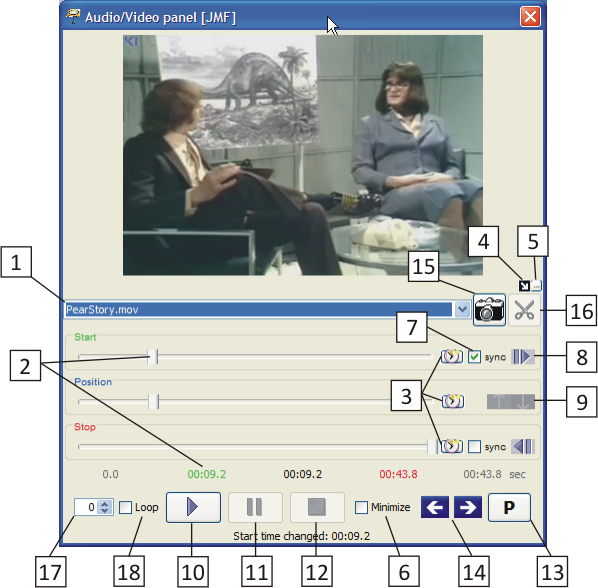 Audio/Video panel [JMF]
4
5
1
15
PearStory.mov
16
7
Start
sync
8
2
Position
3
9
Stop
sync
0.0 00:09.2 00:09.2 00:43.8 00:43.8 sec
0 Loop Minimize P
Start time changed: 00:09.2
17 18 10 11 12 6 14 13